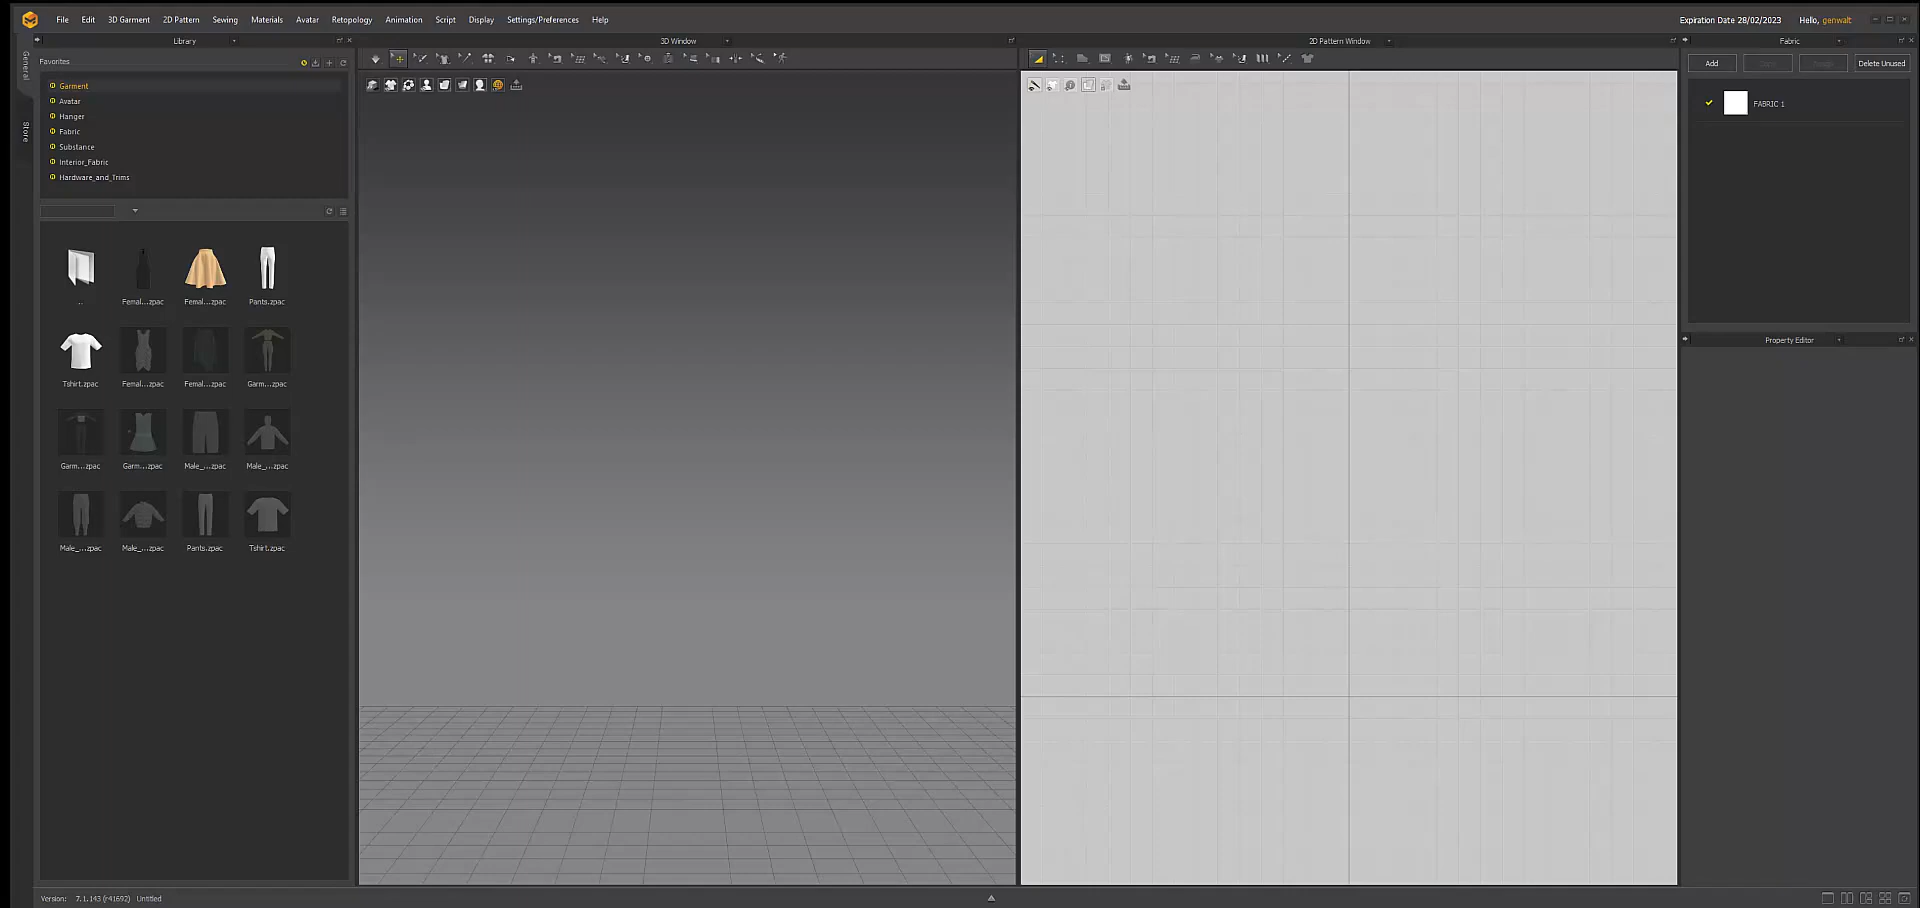 File Edit 3D Garment 2D Pattern Sewing Materials Avatar Retopology Animation Script Display Settings/Preferences Help
Expiration Date 28/02/2023 Hello, genwalt
Library
3D Window
2D Pattern Window
Fabric
General
Store
Favorites
Garment
Avatar
Hanger
Fabric
Substance
Interior_Fabric
Hardware_and_Trims
Add
Delete Unused
FABRIC 1
Property Editor
.. Femal...zpac Femal...zpac Pants.zpac
Tshirt.zpac Femal...zpac Femal...zpac Garm...zpac
Garm...zpac Garm...zpac Male_...zpac Male_...zpac
Male_...zpac Male_...zpac Pants.zpac Tshirt.zpac
Version: 7.1.143 (r41692) Untitled